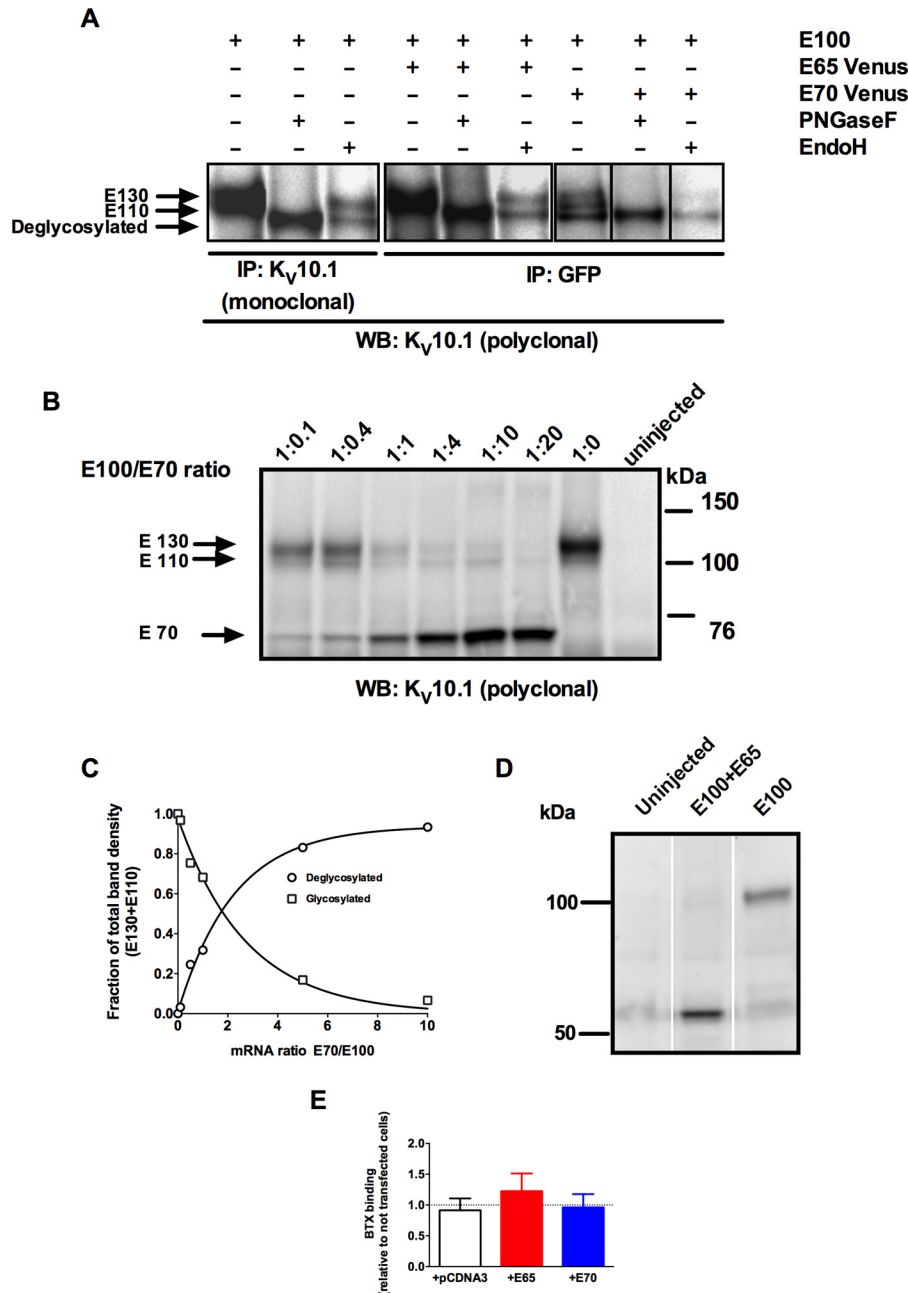 A
+ + + + + + + + + E100
– – – + + + – – – E65 Venus
– – – – – – + + + E70 Venus
– + – – + – – + – PNGaseF
– – + – – + – – + EndoH
E130
E110
Deglycosylated
IP: KV10.1
(monoclonal)
IP: GFP
WB: KV10.1 (polyclonal)
B
E100/E70 ratio
1:0.1 1:0.4 1:1 1:4 1:10 1:20 1:0 uninjected
kDa
150
E 130
E 110
100
E 70
76
WB: KV10.1 (polyclonal)
C
Fraction of total band density
(E130+E110)
1.0
0.8
0.6
0.4
0.2
0.0
Deglycosylated
Glycosylated
0 2 4 6 8 10
mRNA ratio E70/E100
D
kDa
Uninjected E100+E65 E100
100
50
E
BTX binding
(relative to not transfected cells)
2.0
1.5
1.0
0.5
0.0
+pCDNA3 +E65 +E70